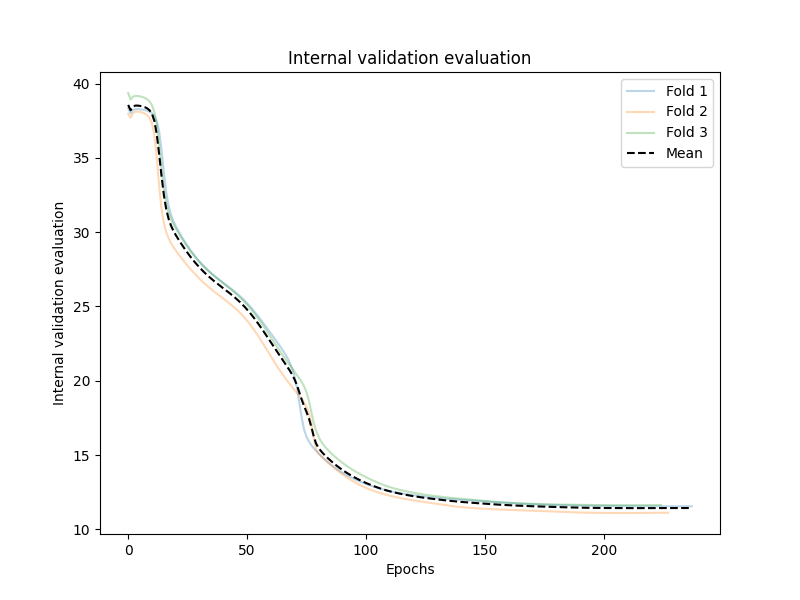 Internal validation evaluation
Fold 1
Fold 2
Fold 3
Mean
Internal validation evaluation
40
35
30
25
20
15
10
0 50 100 150 200
Epochs